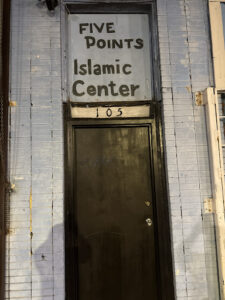 FIVE
POINTS
Islamic
Center
105